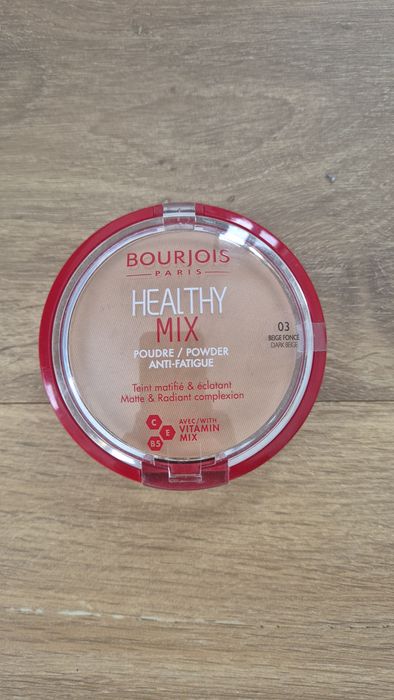 BOURJOIS
PARIS
HEALTHY
MIX
POUDRE / POWDER
ANTI-FATIGUE
03
BEIGE FONCÉ
DARK BEIGE
Teint matifié & éclatant
Matte & Radiant complexion
C
E
B5
AVEC/WITH
VITAMIN
MIX